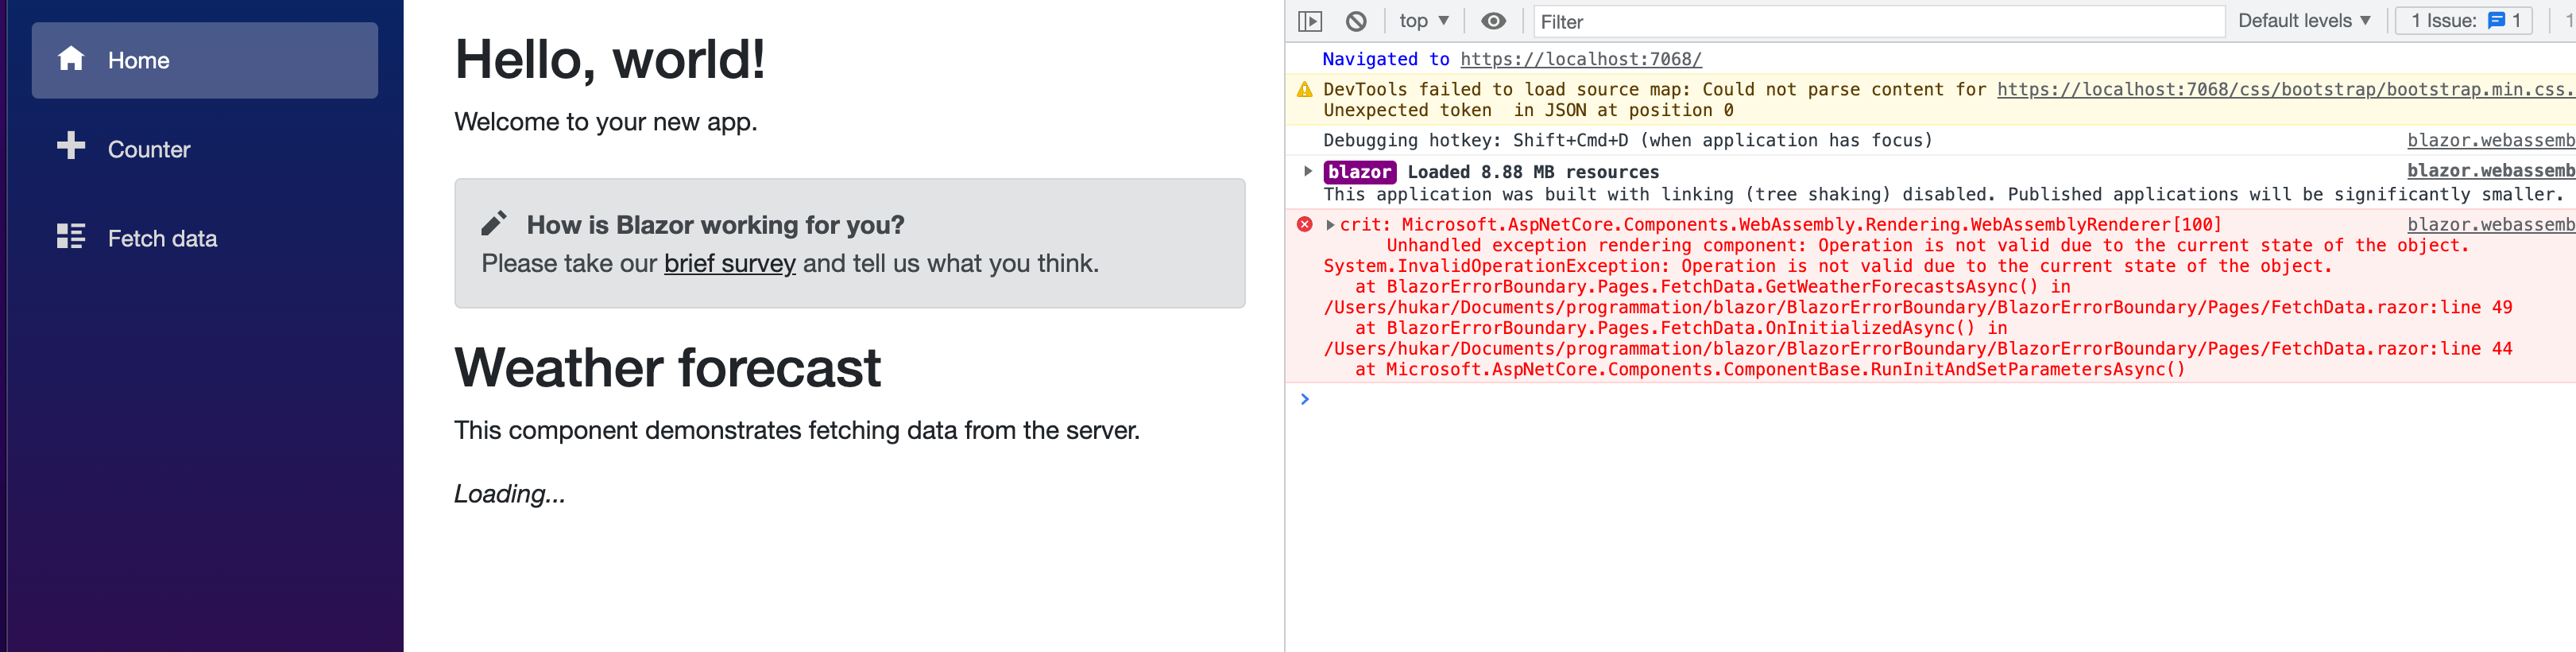 Home
Counter
Fetch data
Hello, world!
Welcome to your new app.
How is Blazor working for you?
Please take our brief survey and tell us what you think.
Weather forecast
This component demonstrates fetching data from the server.
Loading...
top ▼ Filter Default levels ▼ 1 Issue: 1 1
Navigated to https://localhost:7068/
DevTools failed to load source map: Could not parse content for https://localhost:7068/css/bootstrap/bootstrap.min.css.
Unexpected token  in JSON at position 0
Debugging hotkey: Shift+Cmd+D (when application has focus) blazor.webassemb
blazor Loaded 8.88 MB resources blazor.webassemb
This application was built with linking (tree shaking) disabled. Published applications will be significantly smaller.
crit: Microsoft.AspNetCore.Components.WebAssembly.Rendering.WebAssemblyRenderer[100] blazor.webassemb
Unhandled exception rendering component: Operation is not valid due to the current state of the object.
System.InvalidOperationException: Operation is not valid due to the current state of the object.
at BlazorErrorBoundary.Pages.FetchData.GetWeatherForecastsAsync() in
/Users/hukar/Documents/programmation/blazor/BlazorErrorBoundary/BlazorErrorBoundary/Pages/FetchData.razor:line 49
at BlazorErrorBoundary.Pages.FetchData.OnInitializedAsync() in
/Users/hukar/Documents/programmation/blazor/BlazorErrorBoundary/BlazorErrorBoundary/Pages/FetchData.razor:line 44
at Microsoft.AspNetCore.Components.ComponentBase.RunInitAndSetParametersAsync()